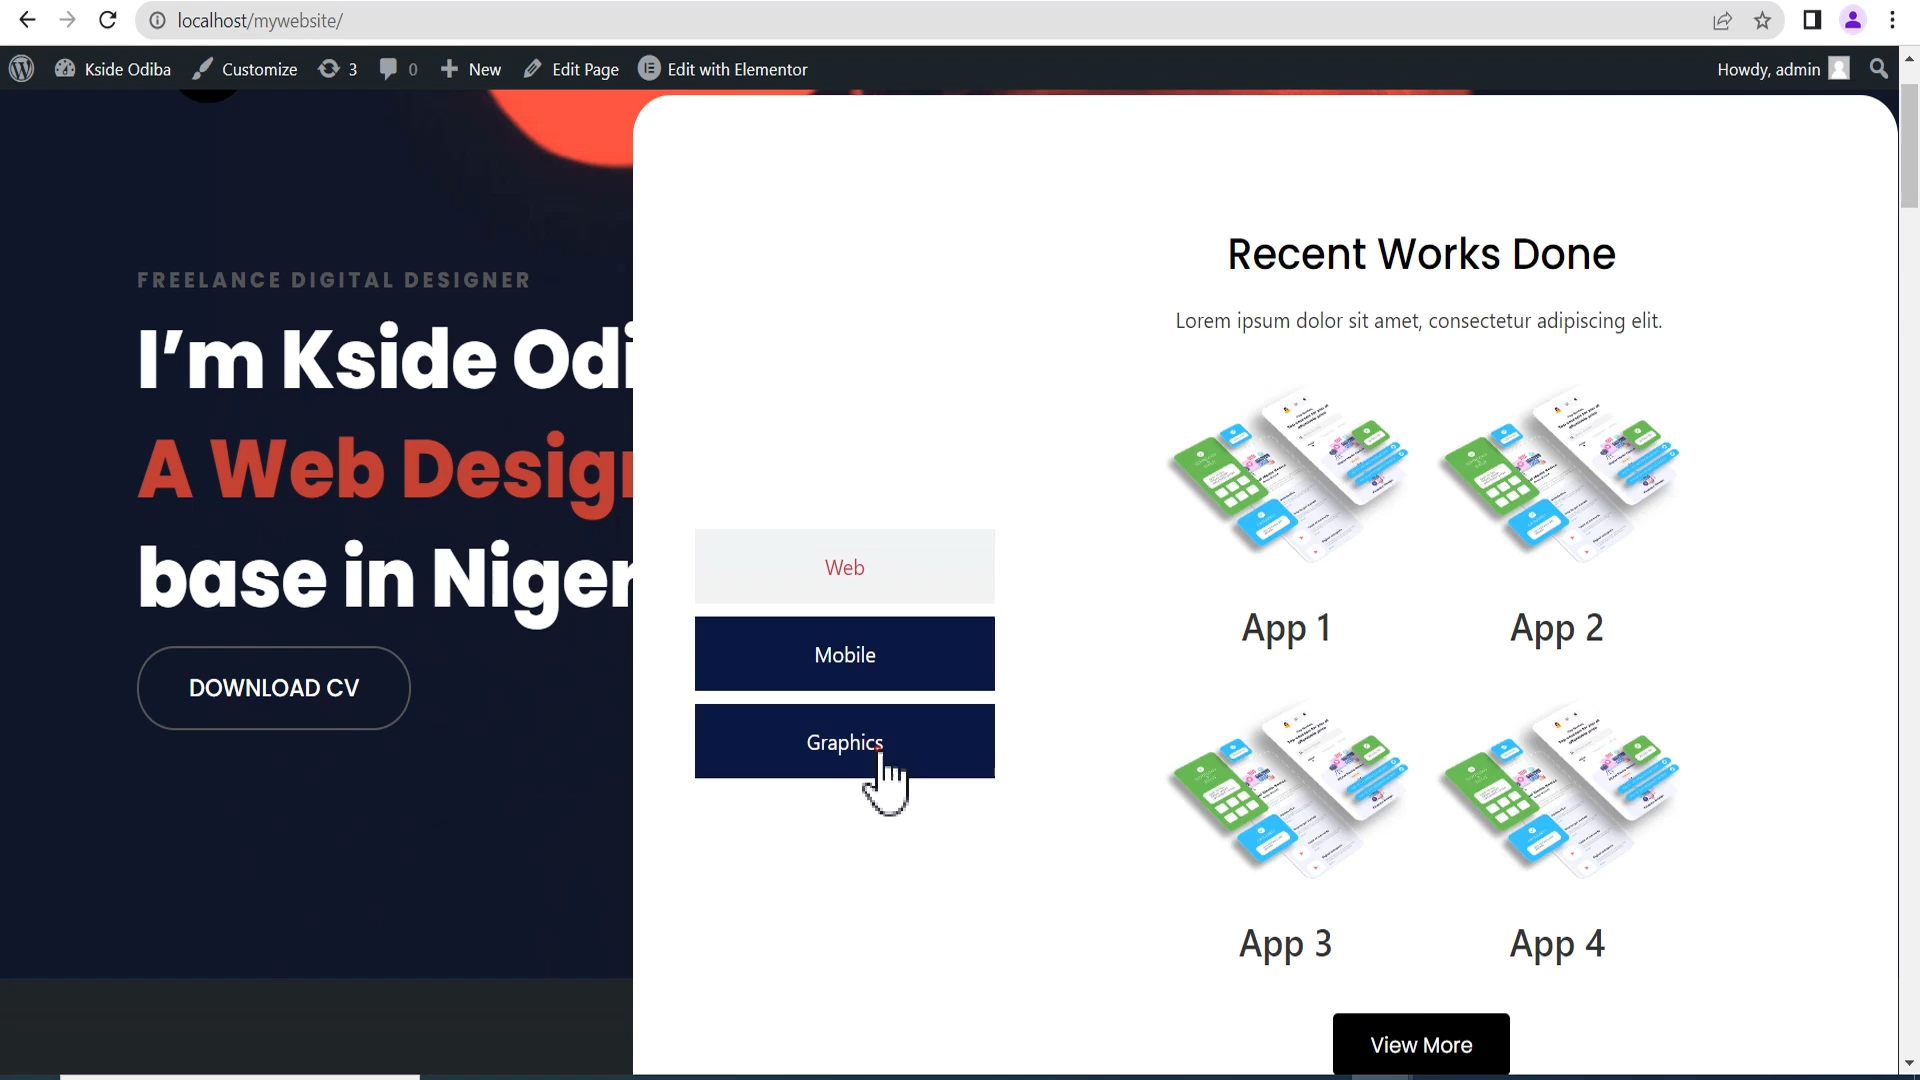 localhost/mywebsite/
Kside Odiba Customize 3 0 New Edit Page Edit with Elementor Howdy, admin
FREELANCE DIGITAL DESIGNER
I'm Kside Odi
A Web Design
base in Niger
DOWNLOAD CV
Web
Mobile
Graphics
Recent Works Done
Lorem ipsum dolor sit amet, consectetur adipiscing elit.
App 1
App 2
App 3
App 4
View More